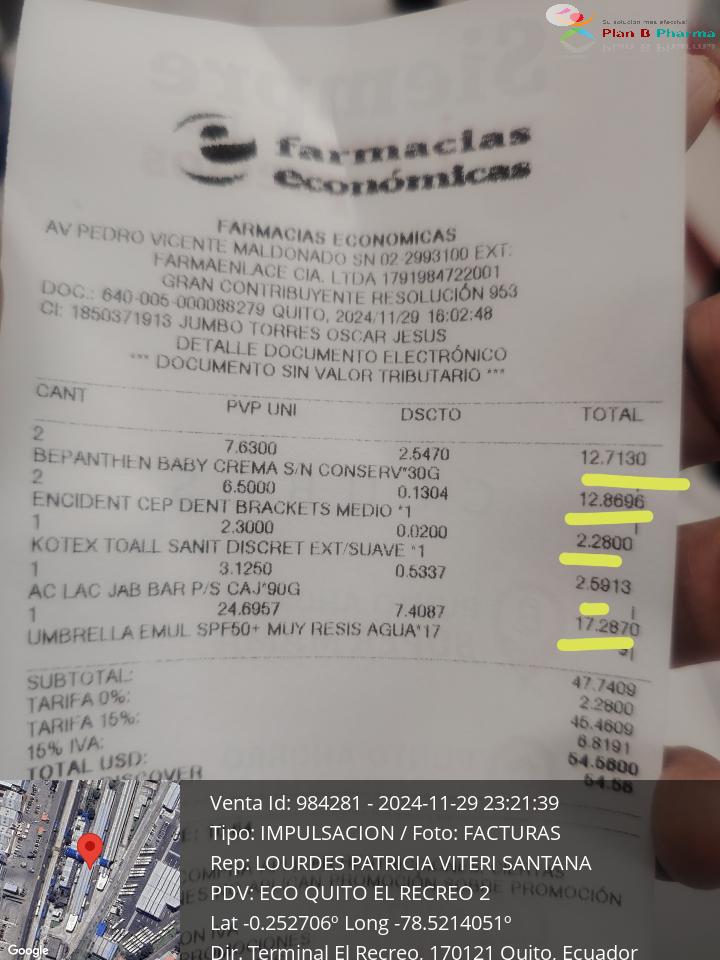 Su solucion mas efectiva!
Plan B Pharma
farmacias
económicas
FARMACIAS ECONOMICAS
AV PEDRO VICENTE MALDONADO SN 02-2993100 EXT:
FARMAENLACE CIA. LTDA 1791984722001
GRAN CONTRIBUYENTE RESOLUCIÓN 953
DOC.: 640-005-000088279 QUITO, 2024/11/29 16:02:48
CI: 1850371913 JUMBO TORRES OSCAR JESUS
DETALLE DOCUMENTO ELECTRÓNICO
*** DOCUMENTO SIN VALOR TRIBUTARIO ***
CANT PVP UNI DSCTO TOTAL
2 7.6300 2.5470 12.7130
BEPANTHEN BABY CREMA S/N CONSERV*30G
2 6.5000 0.1304 12.8696
ENCIDENT CEP DENT BRACKETS MEDIO *1
1 2.3000 0.0200 2.2800
KOTEX TOALL SANIT DISCRET EXT/SUAVE *1
1 3.1250 0.5337 2.5913
AC LAC JAB BAR P/S CAJ*90G
1 24.6957 7.4087 17.2870
UMBRELLA EMUL SPF50+ MUY RESIS AGUA*17
SUBTOTAL: 47.7409
TARIFA 0%: 2.2800
TARIFA 15%: 45.4609
15% IVA: 6.8191
TOTAL USD: 54.5600
DISCOVER 54.56
Venta Id: 984281 - 2024-11-29 23:21:39
Tipo: IMPULSACION / Foto: FACTURAS
Rep: LOURDES PATRICIA VITERI SANTANA
PDV: ECO QUITO EL RECREO 2
Lat -0.252706º Long -78.5214051º
Dir. Terminal El Recreo, 170121 Quito, Ecuador
Google